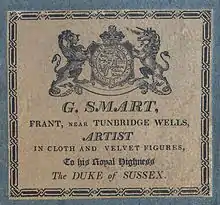 G. SMART,
FRANT, NEAR TUNBRIDGE WELLS,
ARTIST
IN CLOTH AND VELVET FIGURES,
To his Royal Highness
The DUKE of SUSSEX.